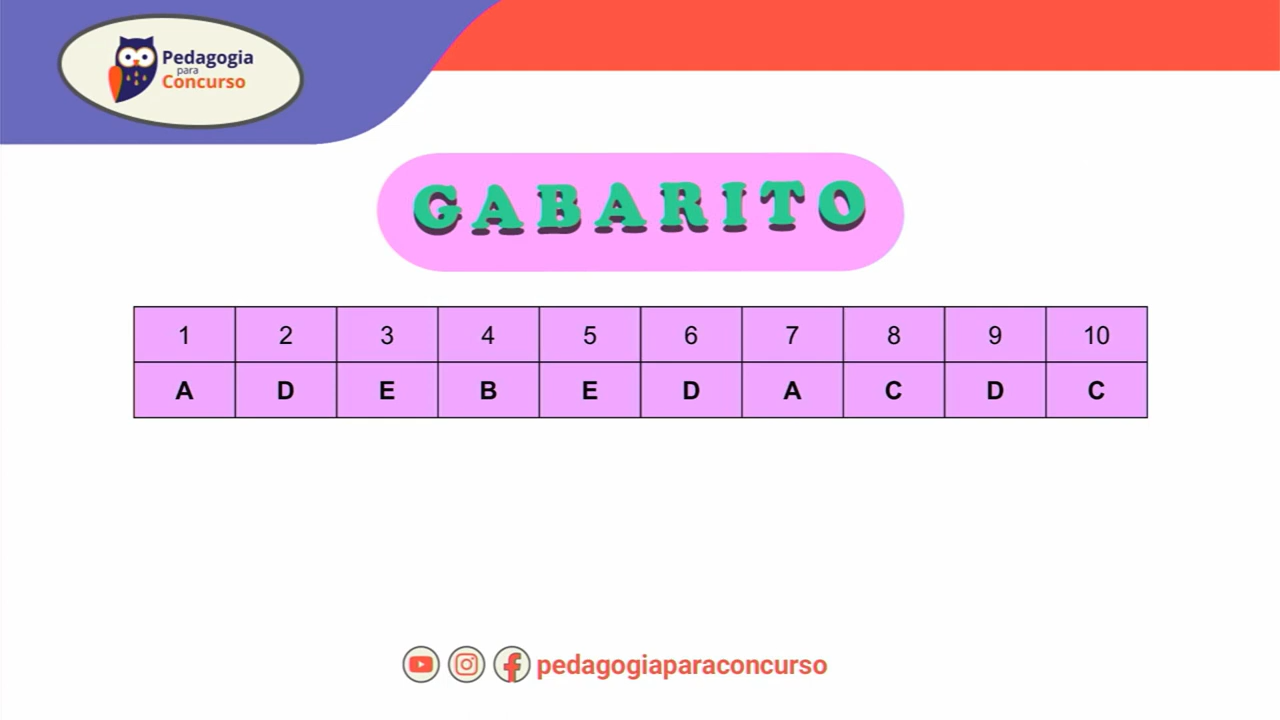 Pedagogia
para
Concurso
GABARITO
1 2 3 4 5 6 7 8 9 10
A D E B E D A C D C
pedagogiaparaconcurso